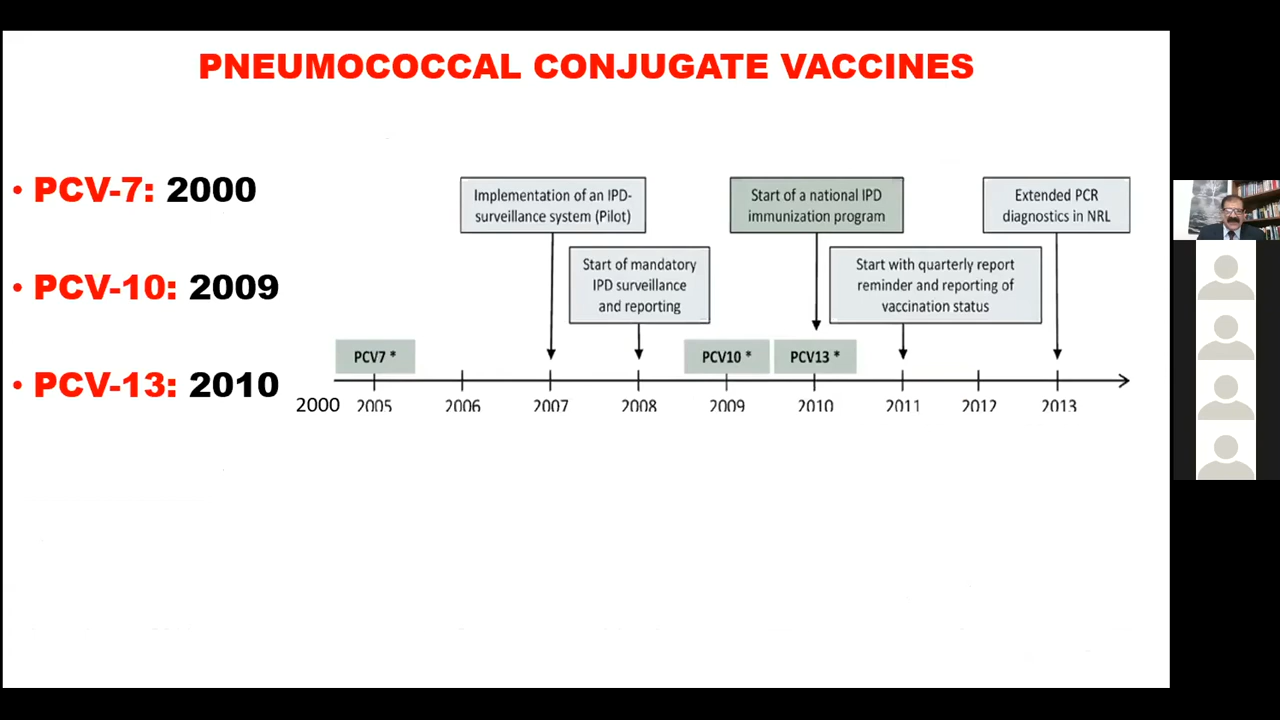 PNEUMOCOCCAL CONJUGATE VACCINES
• PCV-7: 2000
• PCV-10: 2009
• PCV-13: 2010
Implementation of an IPD-
surveillance system (Pilot)
Start of a national IPD
immunization program
Extended PCR
diagnostics in NRL
Start of mandatory
IPD surveillance
and reporting
Start with quarterly report
reminder and reporting of
vaccination status
PCV7 *
PCV10 *
PCV13 *
2000 2005 2006 2007 2008 2009 2010 2011 2012 2013